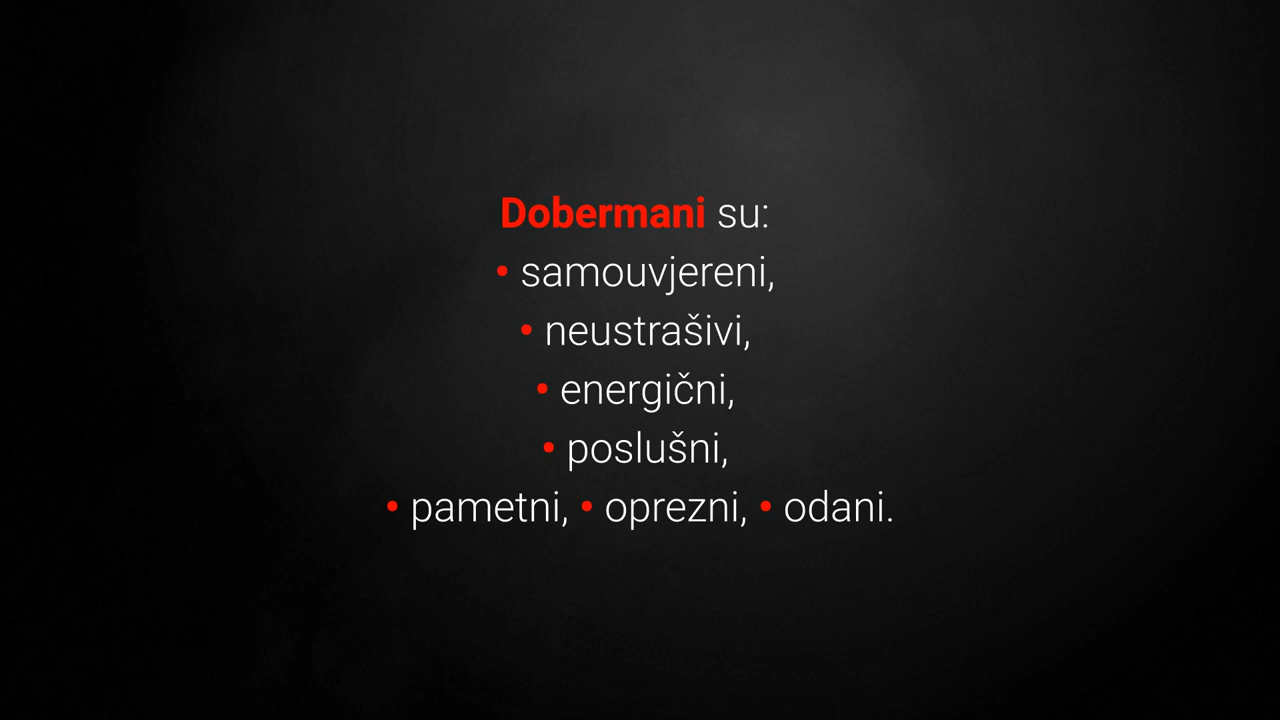 Dobermani su:
• samouvjereni,
• neustrašivi,
• energični,
• poslušni,
• pametni, • oprezni, • odani.